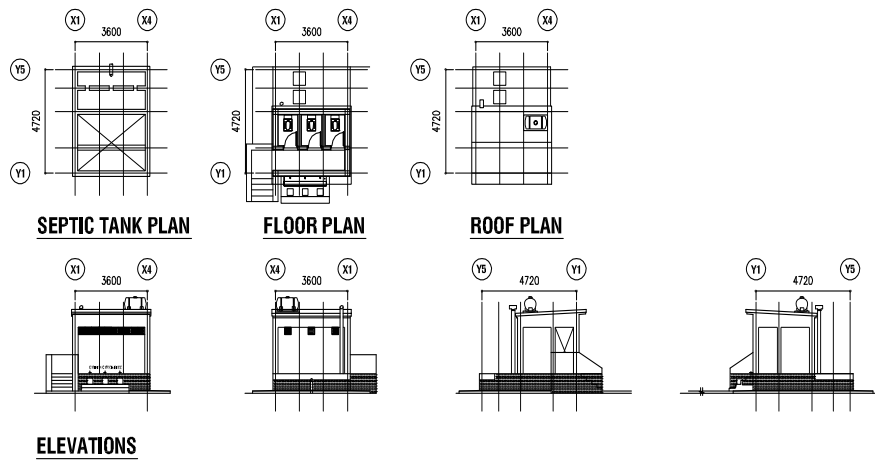 X1 X4 X1 X4 X1 X4
3600 3600 3600
Y5 Y5 Y5
4720 4720 4720
Y1 Y1 Y1
SEPTIC TANK PLAN FLOOR PLAN ROOF PLAN
X1 X4 X4 X1 Y5 Y1 Y1 Y5
3600 3600 4720 4720
ELEVATIONS